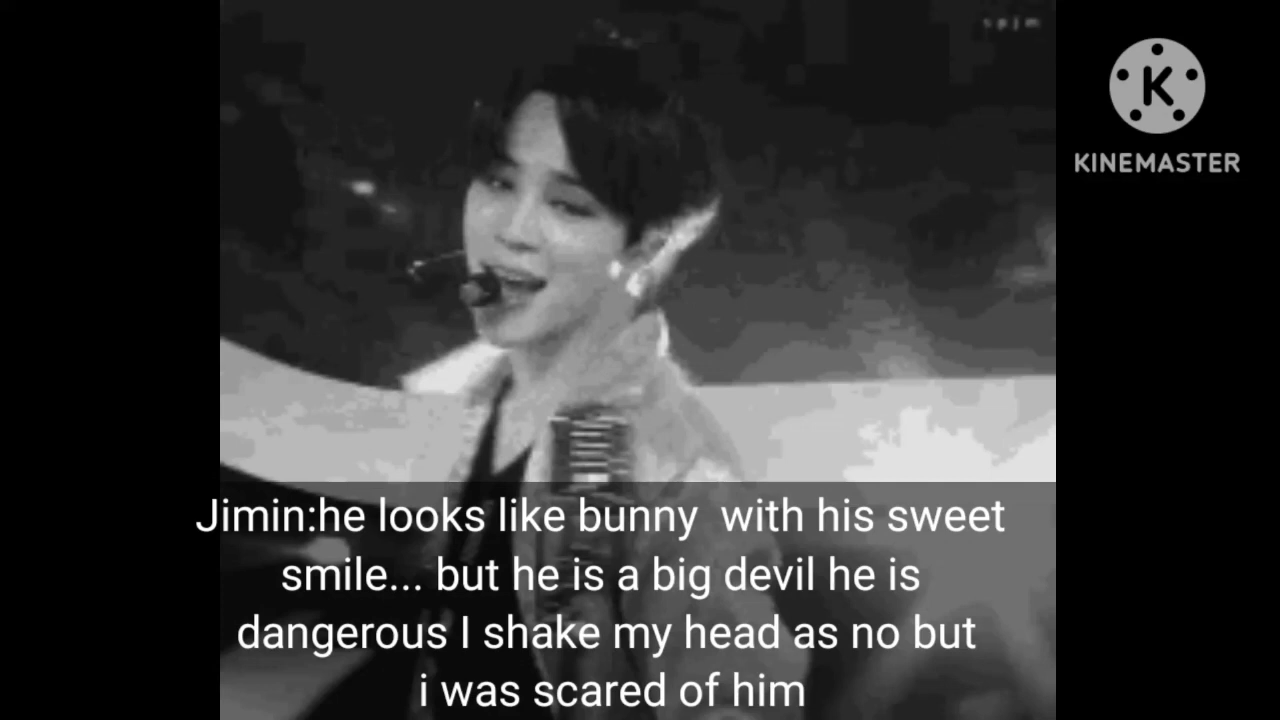 KINEMASTER
Jimin:he looks like bunny  with his sweet
smile... but he is a big devil he is
dangerous I shake my head as no but
i was scared of him